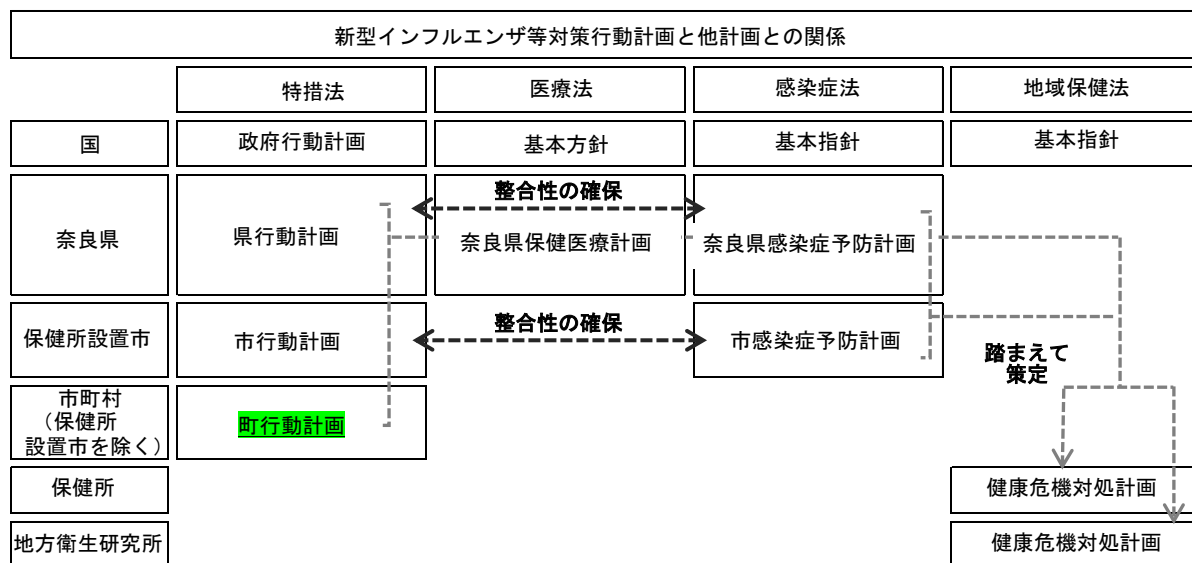 新型インフルエンザ等対策行動計画と他計画との関係
特措法
医療法
感染症法
地域保健法
国
政府行動計画
基本方針
基本指針
基本指針
奈良県
県行動計画
整合性の確保
奈良県保健医療計画
奈良県感染症予防計画
保健所設置市
市行動計画
整合性の確保
市感染症予防計画
踏まえて
策定
市町村
（保健所
設置市を除く）
町行動計画
保健所
健康危機対処計画
地方衛生研究所
健康危機対処計画